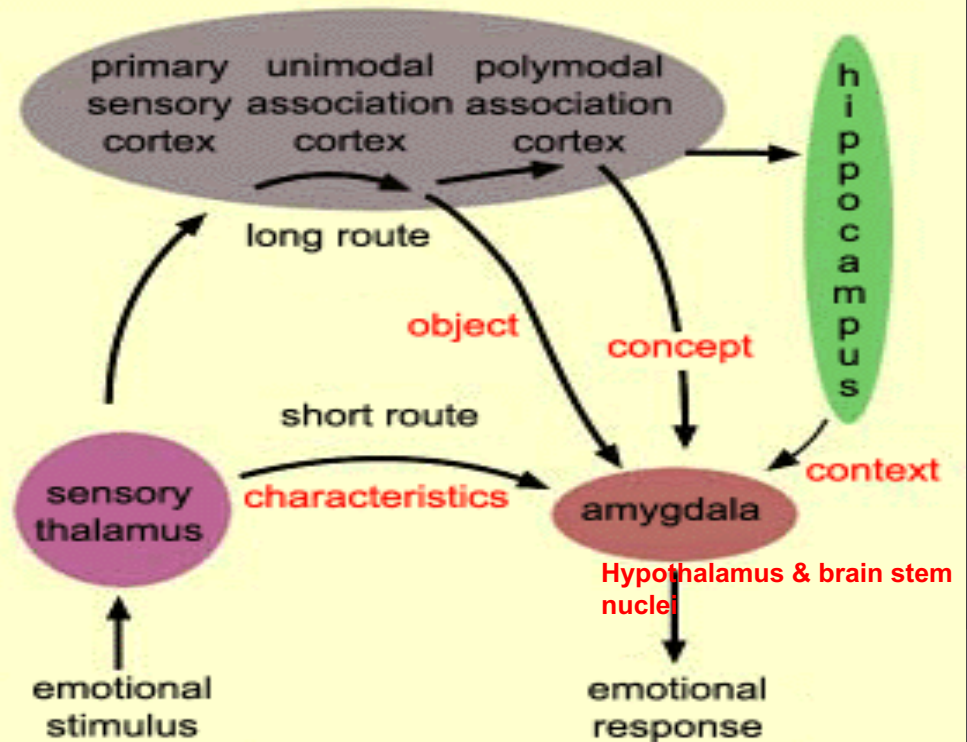 primary
sensory
cortex
unimodal
association
cortex
polymodal
association
cortex
hippocampus
long route
object
concept
short route
characteristics
context
sensory
thalamus
amygdala
Hypothalamus & brain stem
nuclei
emotional
stimulus
emotional
response